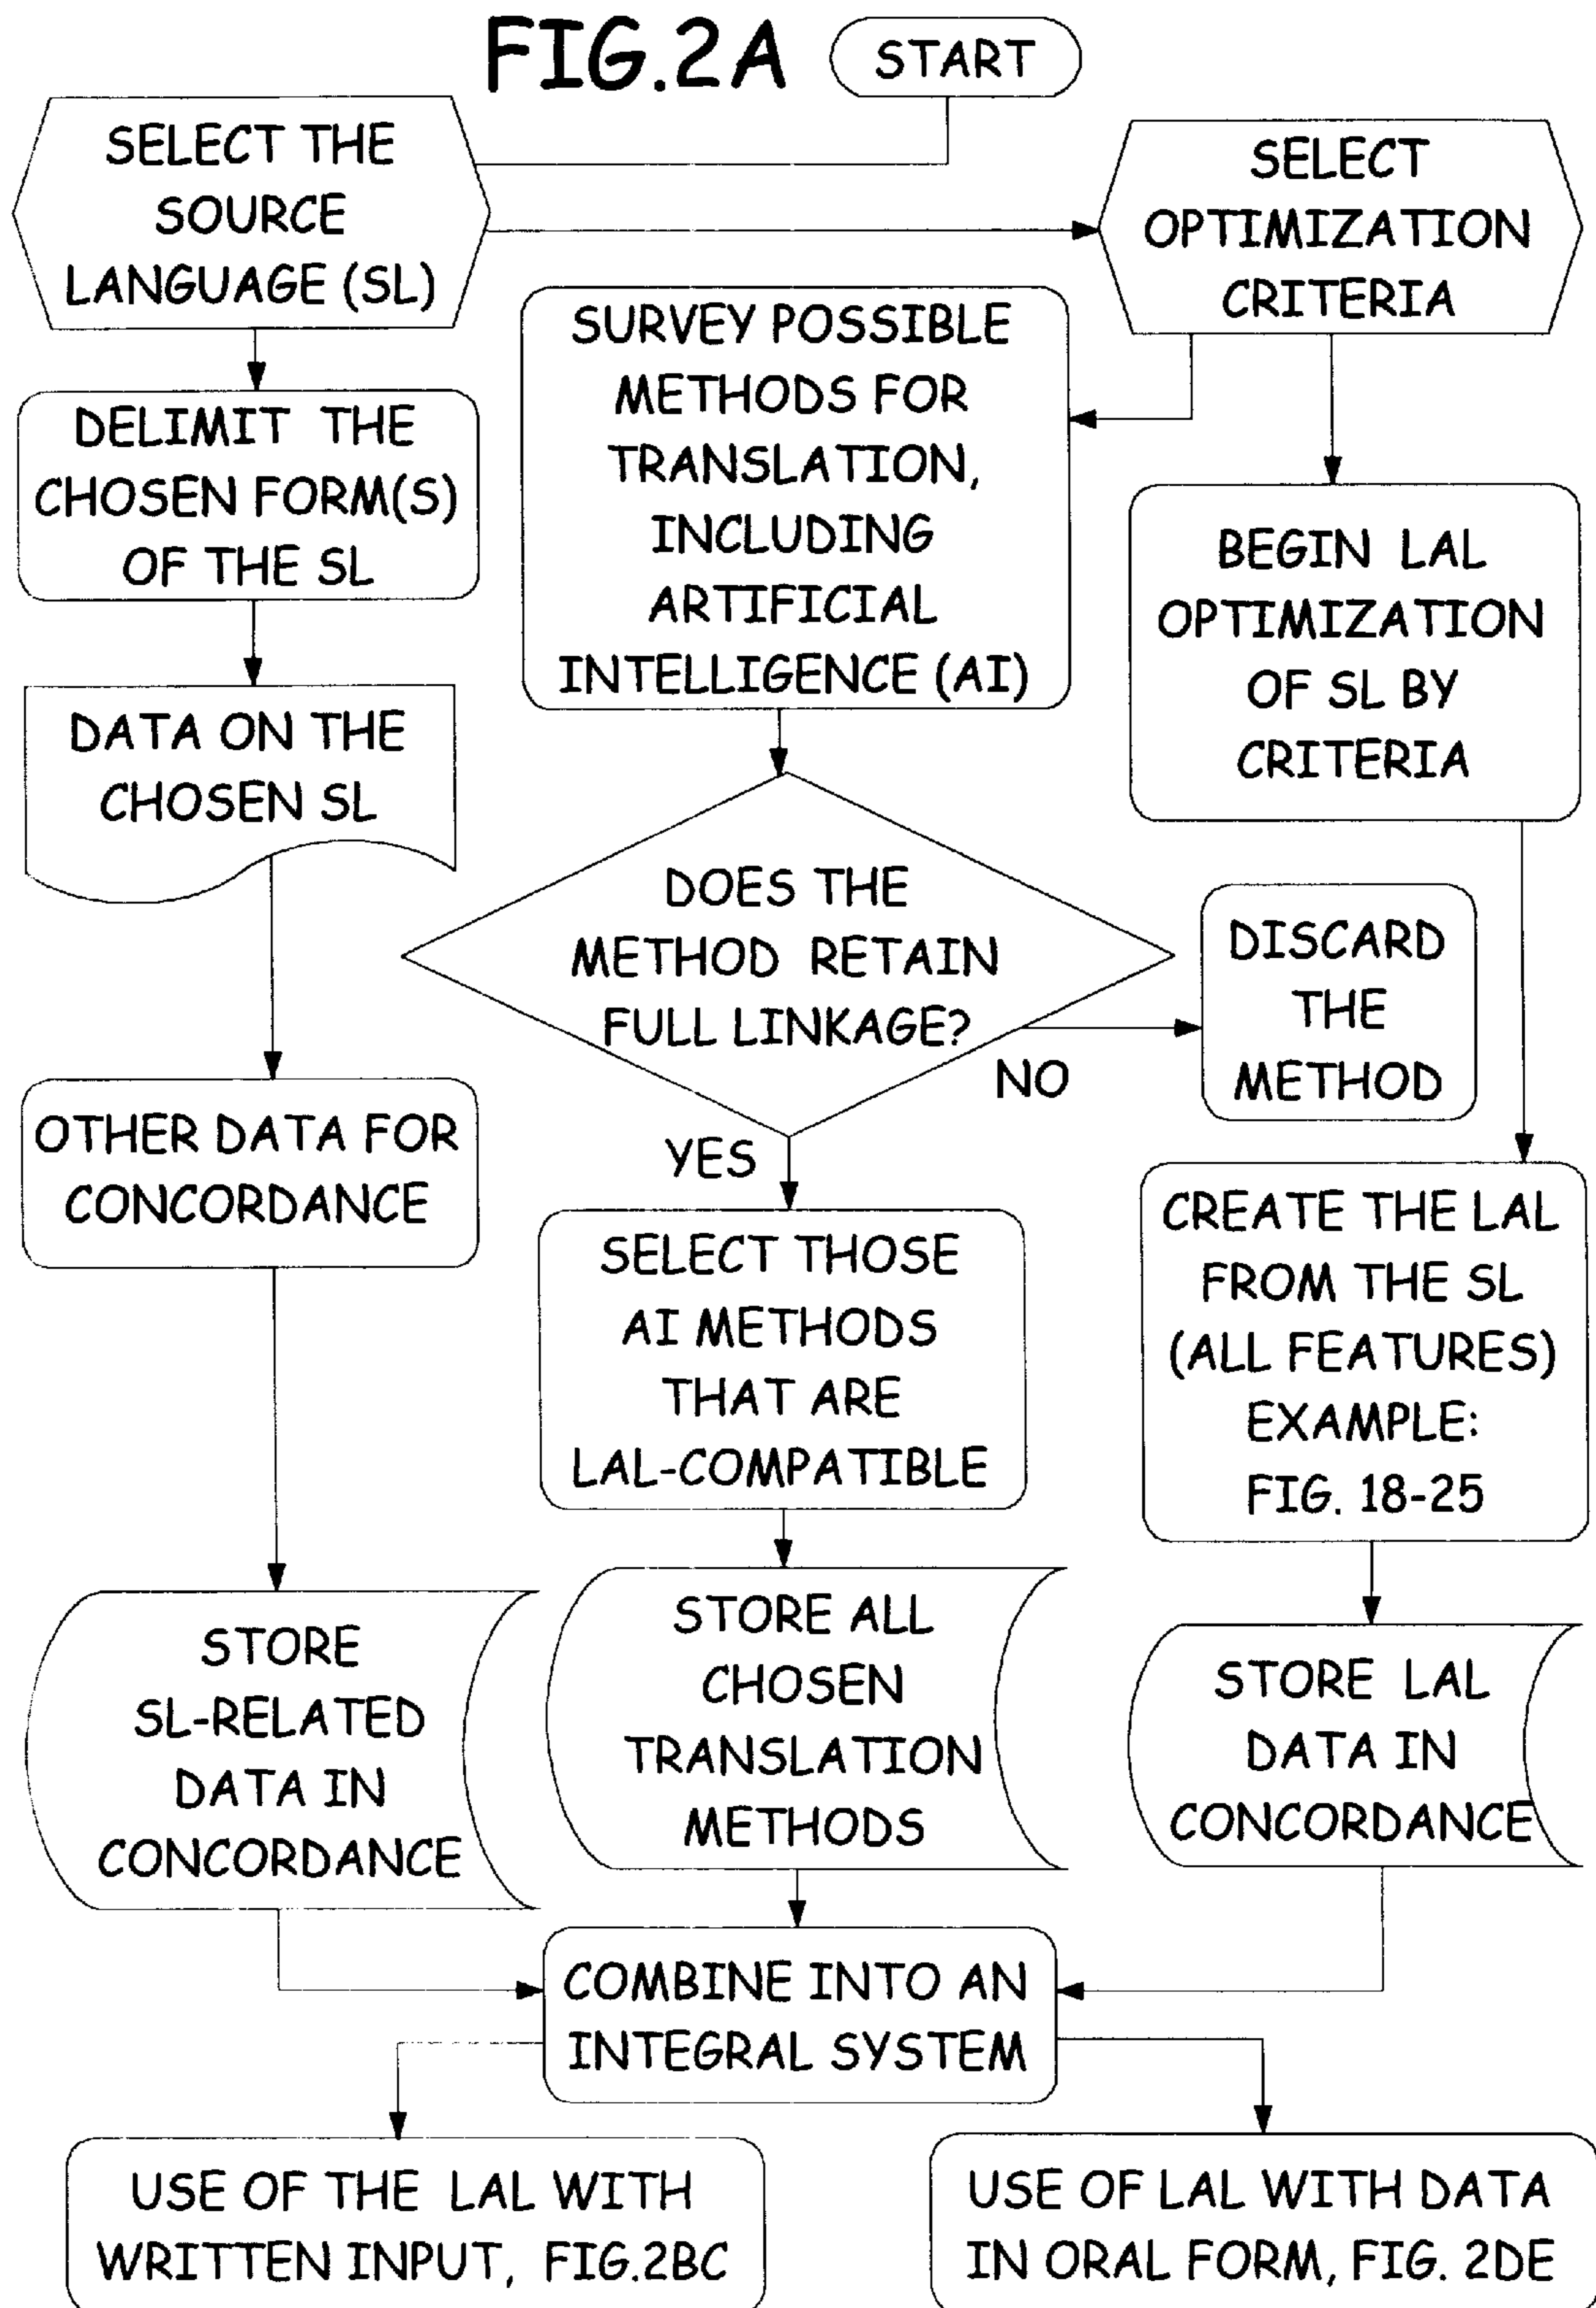 FIG.2A
START
SELECT THE
SOURCE
LANGUAGE (SL)
SELECT
OPTIMIZATION
CRITERIA
SURVEY POSSIBLE
METHODS FOR
TRANSLATION,
INCLUDING
ARTIFICIAL
INTELLIGENCE (AI)
DELIMIT THE
CHOSEN FORM(S)
OF THE SL
BEGIN LAL
OPTIMIZATION
OF SL BY
CRITERIA
DATA ON THE
CHOSEN SL
DOES THE
METHOD RETAIN
FULL LINKAGE?
NO
DISCARD
THE
METHOD
YES
OTHER DATA FOR
CONCORDANCE
SELECT THOSE
AI METHODS
THAT ARE
LAL-COMPATIBLE
CREATE THE LAL
FROM THE SL
(ALL FEATURES)
EXAMPLE:
FIG. 18-25
STORE
SL-RELATED
DATA IN
CONCORDANCE
STORE ALL
CHOSEN
TRANSLATION
METHODS
STORE LAL
DATA IN
CONCORDANCE
COMBINE INTO AN
INTEGRAL SYSTEM
USE OF THE LAL WITH
WRITTEN INPUT, FIG.2BC
USE OF LAL WITH DATA
IN ORAL FORM, FIG. 2DE